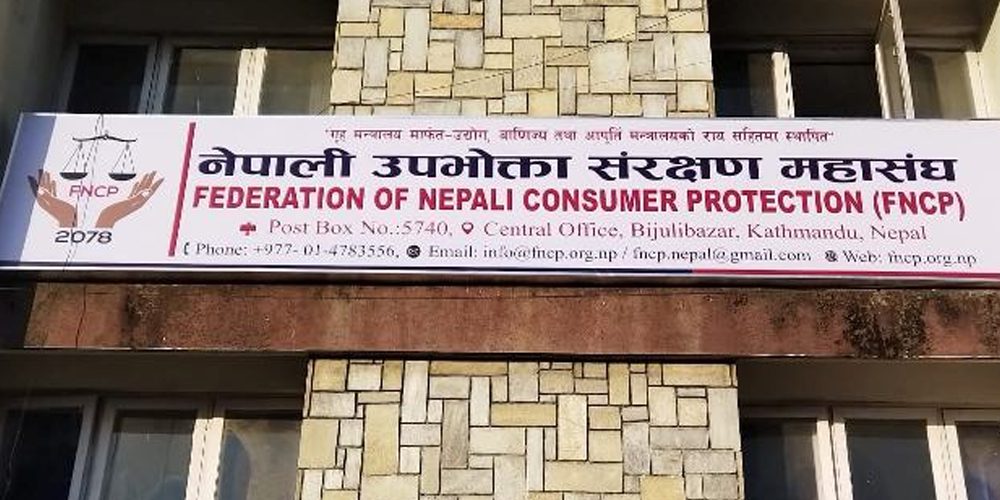 FNCP
2078
"गृह मन्त्रालय मार्फत-उद्योग, वाणिज्य तथा आपूर्ति मन्त्रालयको राय सहितमा स्थापित"
नेपाली उपभोक्ता संरक्षण महासंघ
FEDERATION OF NEPALI CONSUMER PROTECTION (FNCP)
Post Box No.:5740, Central Office, Bijulibazar, Kathmandu, Nepal
Phone: +977- 01-4783556, Email: info@fncp.org.np / fncp.nepal@gmail.com Web: fncp.org.np